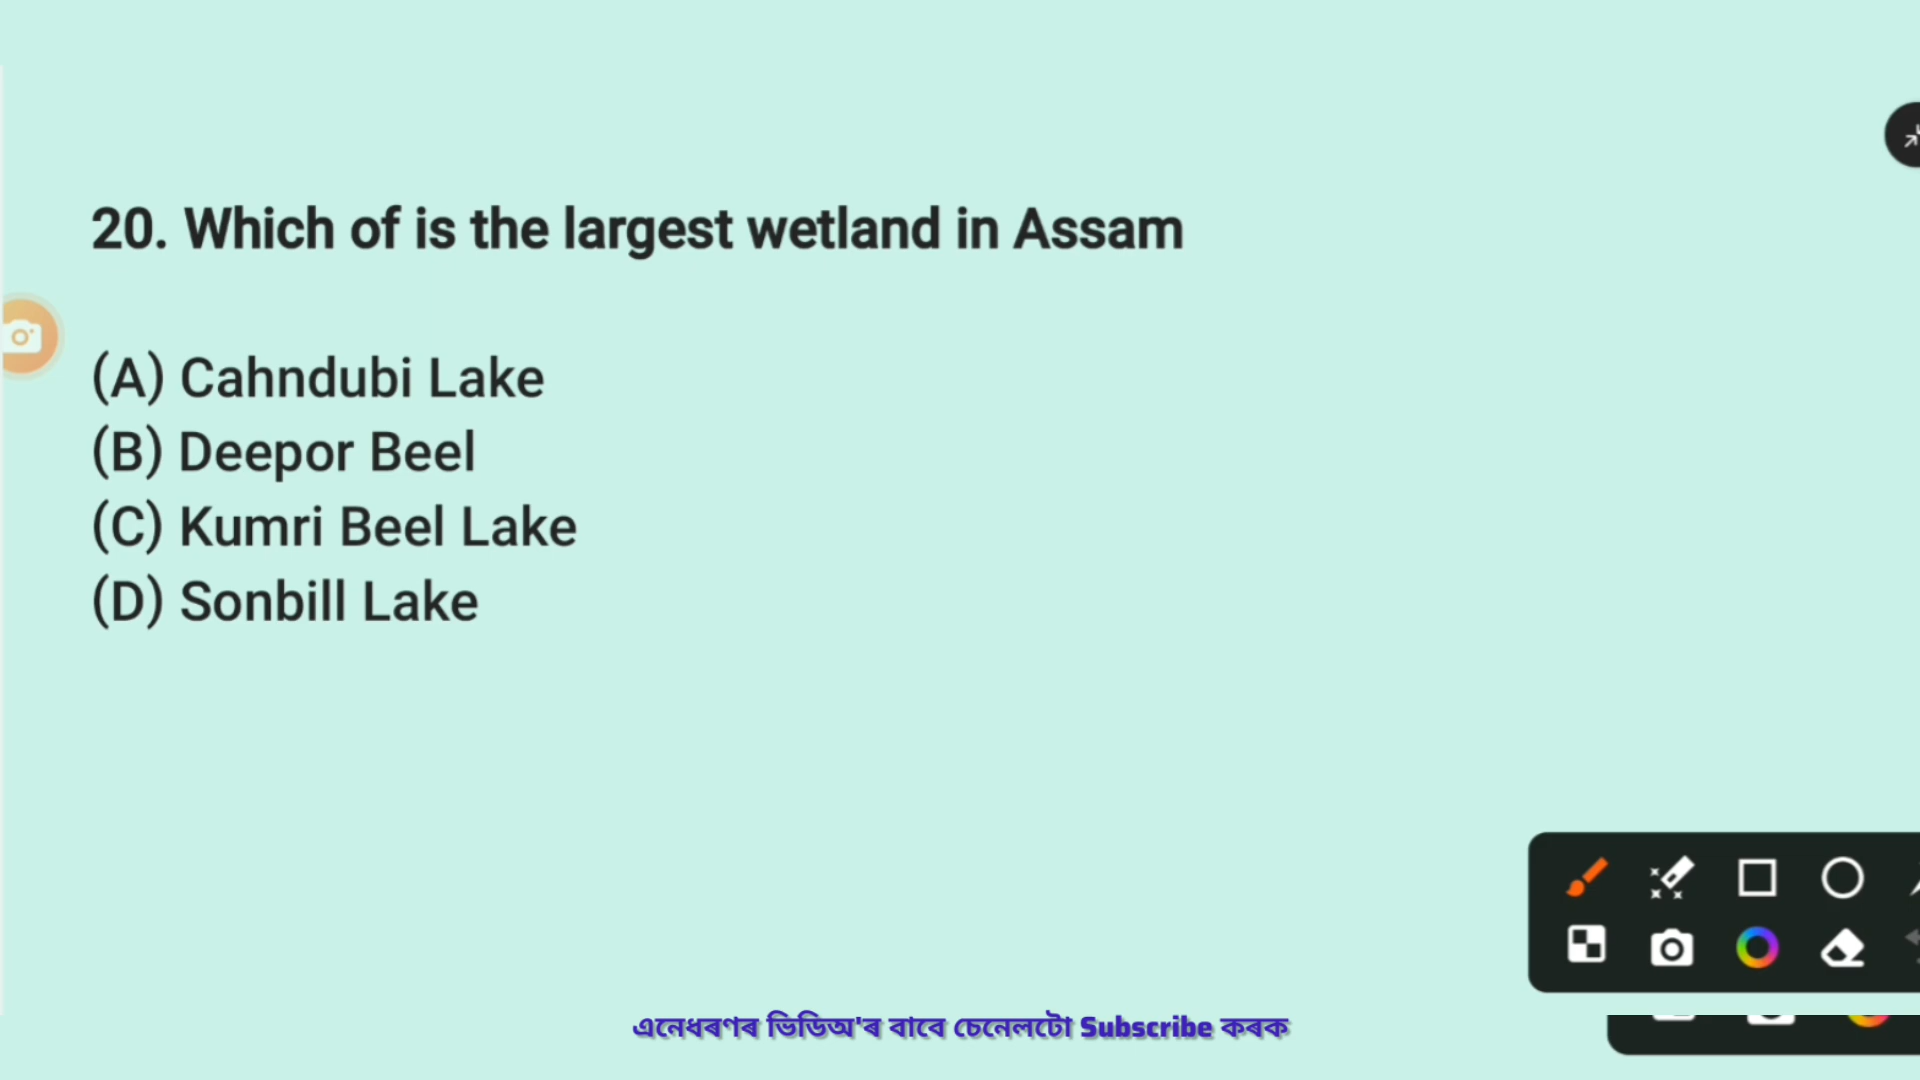 20. Which of is the largest wetland in Assam
(A) Cahndubi Lake
(B) Deepor Beel
(C) Kumri Beel Lake
(D) Sonbill Lake
এনেধৰণৰ ভিডিঅ'ৰ বাবে চেনেলটো Subscribe কৰক